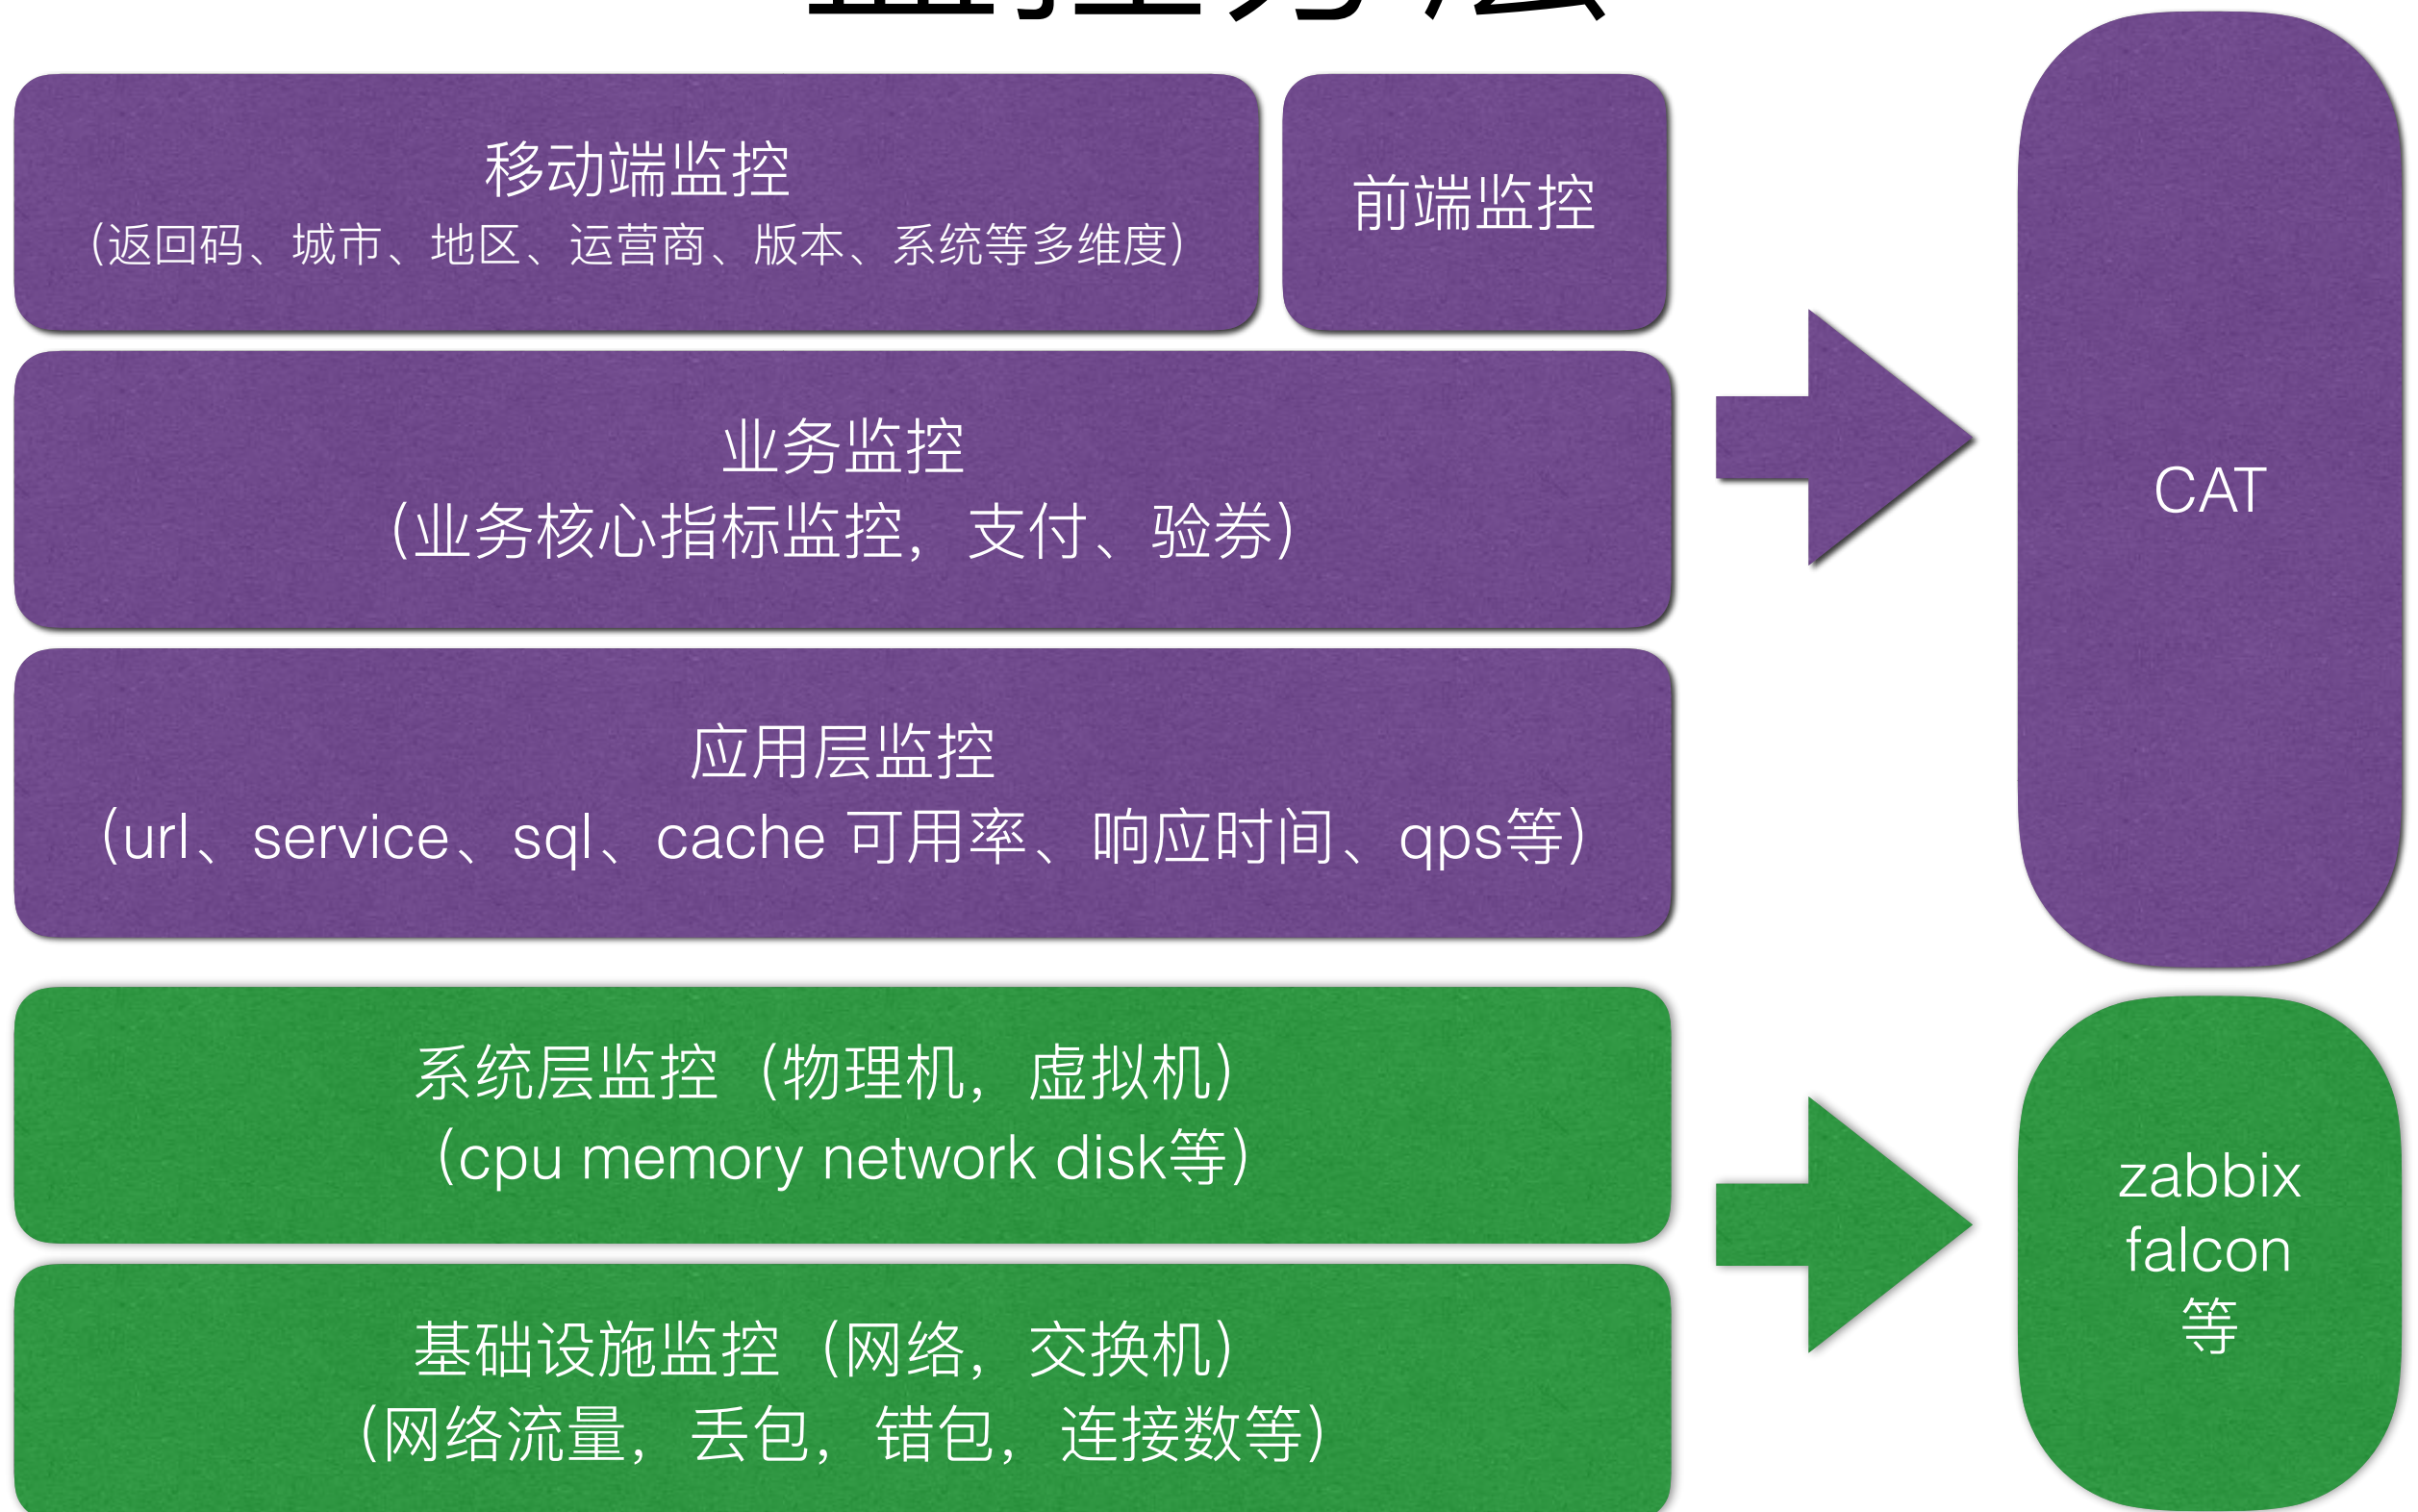 监控分层
移动端监控
（返回码、城市、地区、运营商、版本、系统等多维度）
前端监控
业务监控
（业务核心指标监控，支付、验券）
应用层监控
（url、service、sql、cache 可用率、响应时间、qps等）
CAT
系统层监控（物理机，虚拟机）
（cpu memory network disk等）
基础设施监控（网络，交换机）
（网络流量，丢包，错包，连接数等）
zabbix
falcon
等